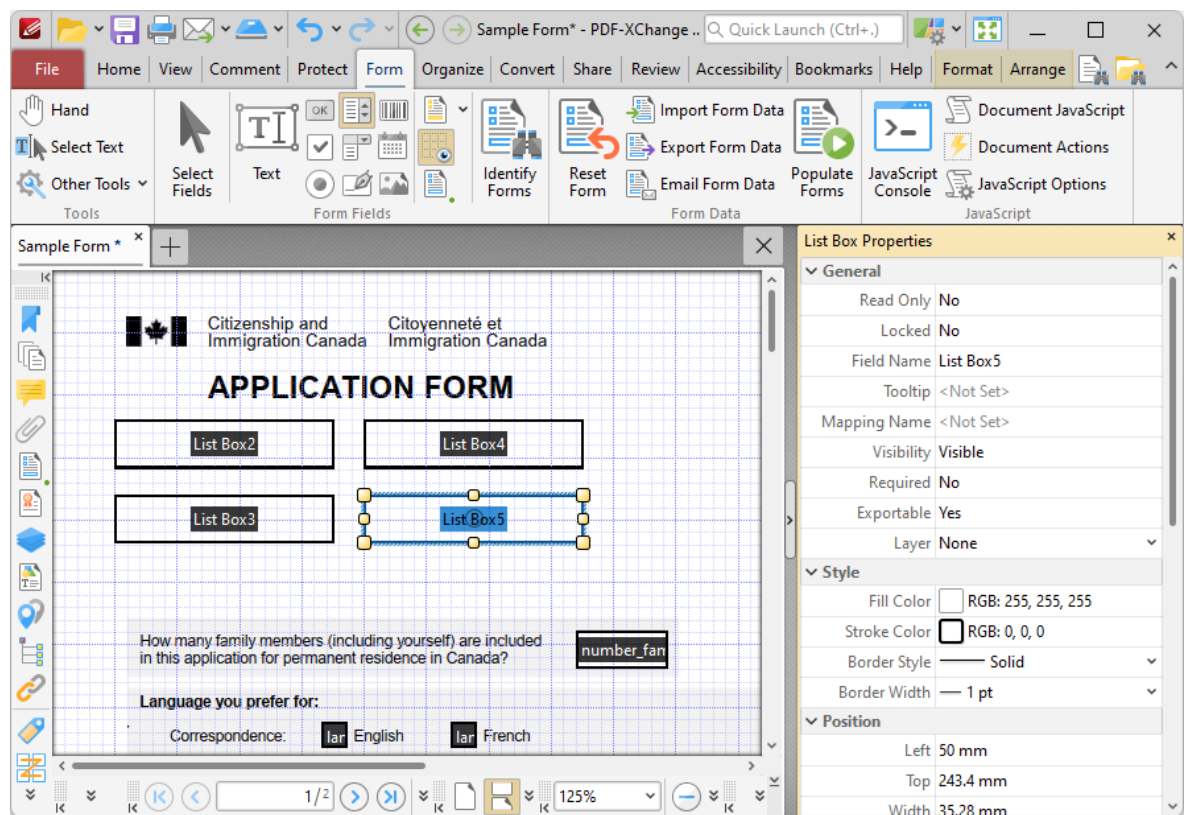 Sample Form* - PDF-XChange ..
Quick Launch (Ctrl+.)
File
Home
View
Comment
Protect
Form
Organize
Convert
Share
Review
Accessibility
Bookmarks
Help
Format
Arrange
Hand
Select Text
Other Tools
Tools
Select
Fields
Text
OK
Form Fields
Identify
Forms
Reset
Form
Import Form Data
Export Form Data
Email Form Data
Populate
Forms
Form Data
JavaScript
Console
Document JavaScript
Document Actions
JavaScript Options
JavaScript
Sample Form *
Citizenship and
Immigration Canada
Citoyenneté et
Immigration Canada
APPLICATION FORM
List Box2
List Box4
List Box3
List Box5
How many family members (including yourself) are included
in this application for permanent residence in Canada?
number_fan
Language you prefer for:
Correspondence:
lar
English
lar
French
1/2
125%
List Box Properties
General
Read Only No
Locked No
Field Name List Box5
Tooltip <Not Set>
Mapping Name <Not Set>
Visibility Visible
Required No
Exportable Yes
Layer None
Style
Fill Color RGB: 255, 255, 255
Stroke Color RGB: 0, 0, 0
Border Style Solid
Border Width 1 pt
Position
Left 50 mm
Top 243.4 mm
Width 35.28 mm